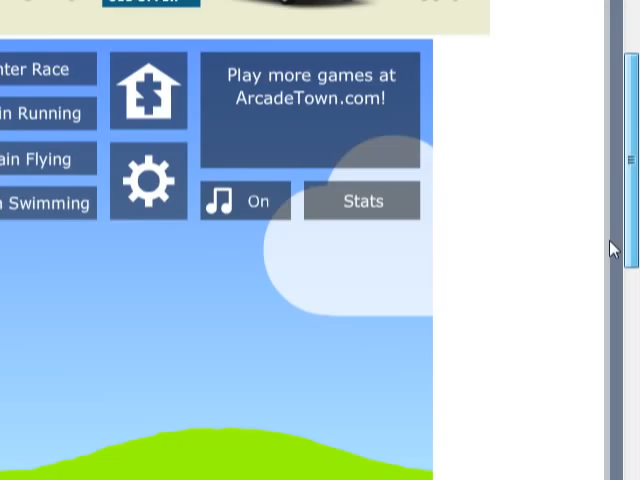 nter Race
in Running
ain Flying
Swimming
Play more games at
ArcadeTown.com!
On
Stats